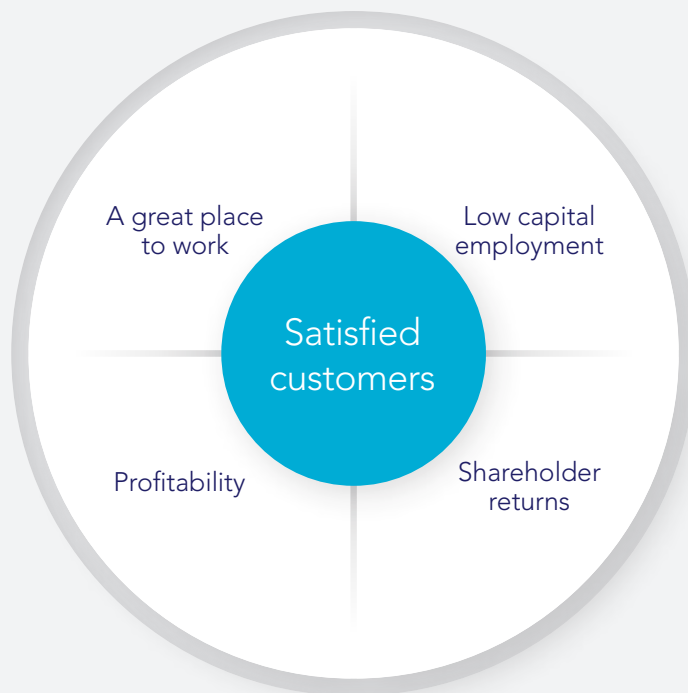 A great place
to work
Low capital
employment
Satisfied
customers
Profitability
Shareholder
returns